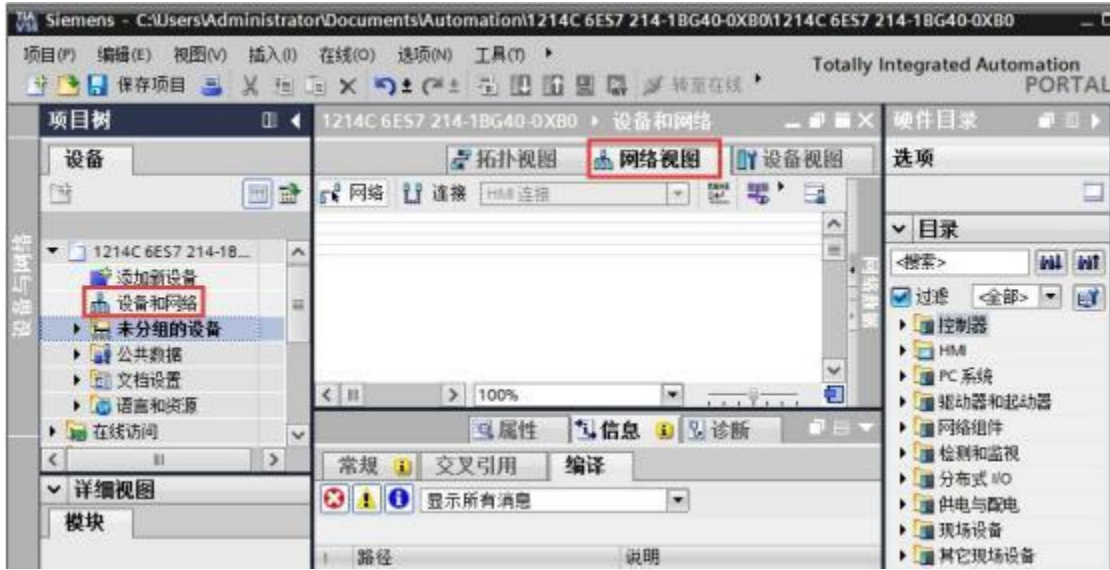 Siemens - C:\Users\Administrator\Documents\Automation\1214C 6ES7 214-1BG40-0XB0\1214C 6ES7 214-1BG40-0XB0
项目(P) 编辑(E) 视图(V) 插入(I) 在线(O) 选项(N) 工具(T)
Totally Integrated Automation
PORTAL
保存项目 转至在线
项目树
1214C 6ES7 214-1BG40-0XB0 设备和网络
硬件目录
设备
拓扑视图 网络视图 设备视图
选项
网络 连接 HMI 连接
目录
1214C 6ES7 214-1B...
<搜索>
添加新设备
设备和网络
过滤 <全部>
未分组的设备
控制器
公共数据
HMI
文档设置
PC 系统
语言和资源
100%
驱动器和起动器
在线访问
属性 信息 诊断
网络组件
检测和监视
常规 交叉引用 编译
分布式 I/O
详细视图
显示所有消息
供电与配电
模块
现场设备
路径 说明
其它现场设备
设备与网络